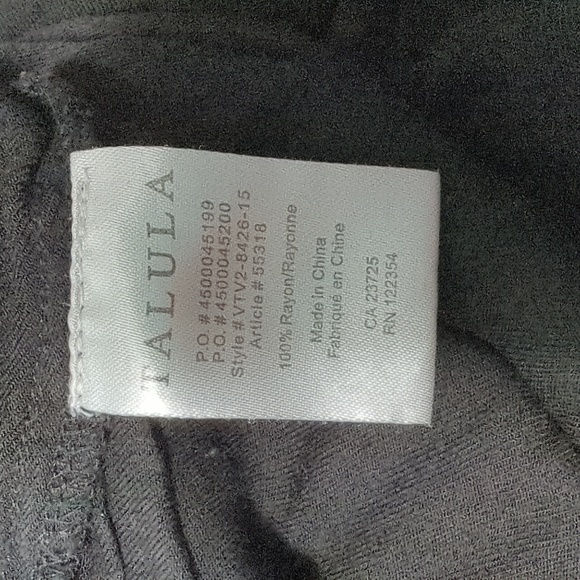 TALULA
P.O. #4500045199
P.O. #4500045200
Style # VTV2-8426-15
Article # 55318
100% Rayon/Rayonne
Made in China
Fabriqué en Chine
CA 23725
RN 122354